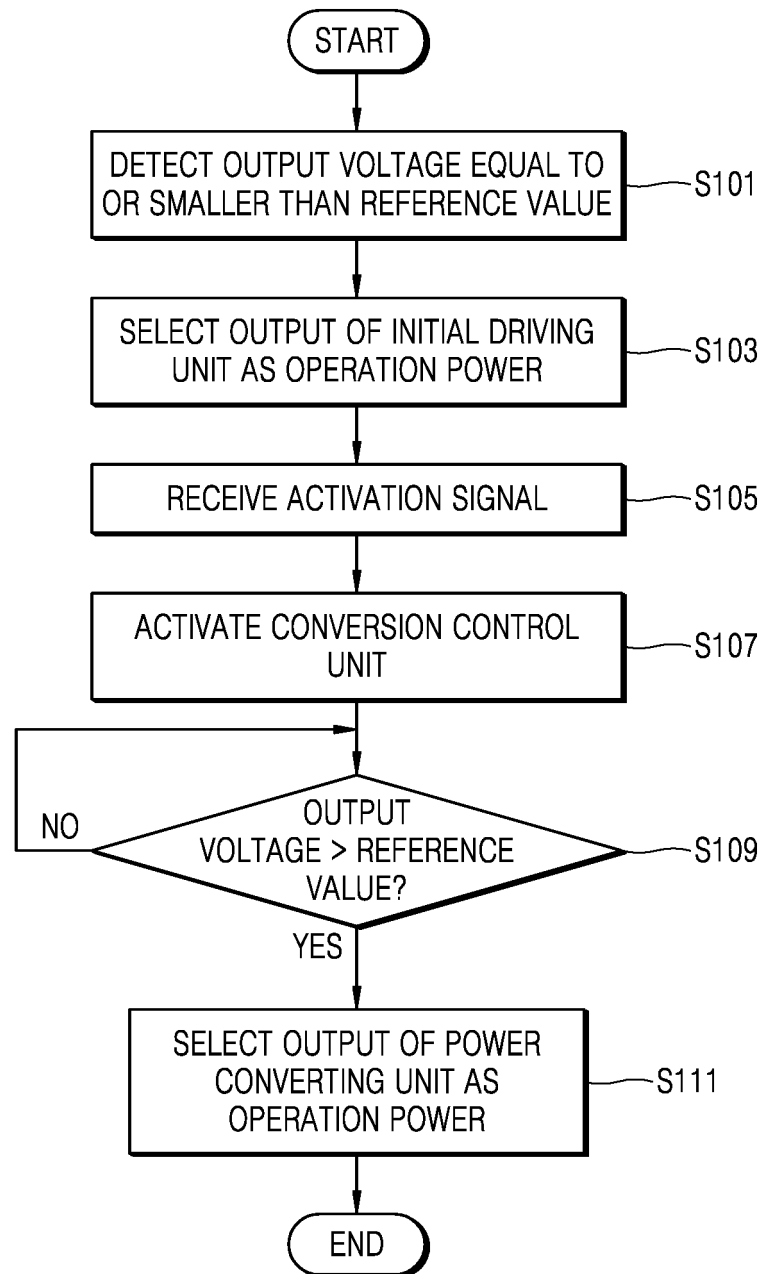 START
DETECT OUTPUT VOLTAGE EQUAL TO
OR SMALLER THAN REFERENCE VALUE
S101
SELECT OUTPUT OF INITIAL DRIVING
UNIT AS OPERATION POWER
S103
RECEIVE ACTIVATION SIGNAL
S105
ACTIVATE CONVERSION CONTROL
UNIT
S107
OUTPUT
VOLTAGE > REFERENCE
VALUE?
S109
NO
YES
SELECT OUTPUT OF POWER
CONVERTING UNIT AS
OPERATION POWER
S111
END